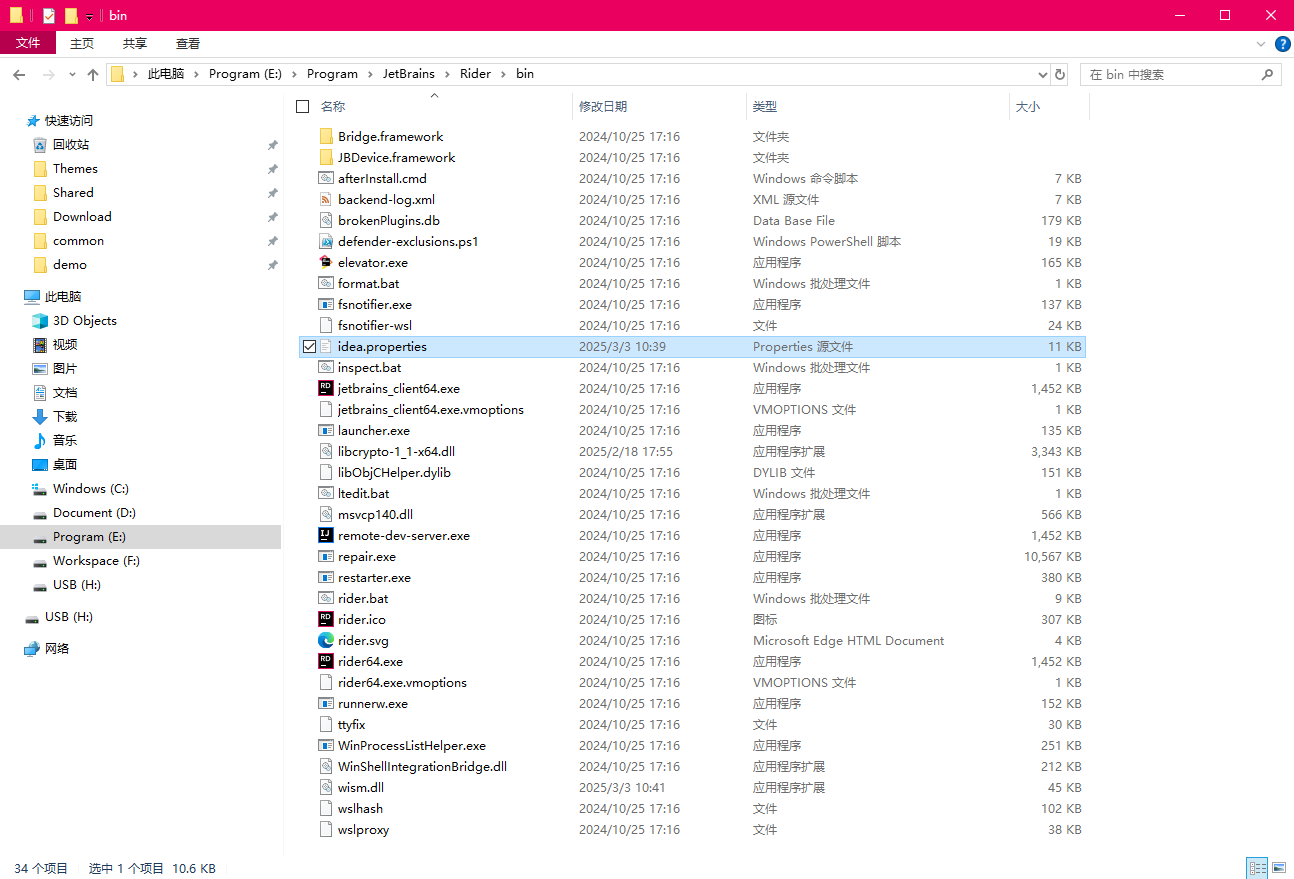 bin
文件 主页 共享 查看
此电脑 Program (E:) Program JetBrains Rider bin 在 bin 中搜索
快速访问
回收站
Themes
Shared
Download
common
demo
此电脑
3D Objects
视频
图片
文档
下载
音乐
桌面
Windows (C:)
Document (D:)
Program (E:)
Workspace (F:)
USB (H:)
USB (H:)
网络
名称 修改日期 类型 大小
Bridge.framework 2024/10/25 17:16 文件夹
JBDevice.framework 2024/10/25 17:16 文件夹
afterInstall.cmd 2024/10/25 17:16 Windows 命令脚本 7 KB
backend-log.xml 2024/10/25 17:16 XML 源文件 7 KB
brokenPlugins.db 2024/10/25 17:16 Data Base File 179 KB
defender-exclusions.ps1 2024/10/25 17:16 Windows PowerShell 脚本 19 KB
elevator.exe 2024/10/25 17:16 应用程序 165 KB
format.bat 2024/10/25 17:16 Windows 批处理文件 1 KB
fsnotifier.exe 2024/10/25 17:16 应用程序 137 KB
fsnotifier-wsl 2024/10/25 17:16 文件 24 KB
idea.properties 2025/3/3 10:39 Properties 源文件 11 KB
inspect.bat 2024/10/25 17:16 Windows 批处理文件 1 KB
jetbrains_client64.exe 2024/10/25 17:16 应用程序 1,452 KB
jetbrains_client64.exe.vmoptions 2024/10/25 17:16 VMOPTIONS 文件 1 KB
launcher.exe 2024/10/25 17:16 应用程序 135 KB
libcrypto-1_1-x64.dll 2025/2/18 17:55 应用程序扩展 3,343 KB
libObjCHelper.dylib 2024/10/25 17:16 DYLIB 文件 151 KB
ltedit.bat 2024/10/25 17:16 Windows 批处理文件 1 KB
msvcp140.dll 2024/10/25 17:16 应用程序扩展 566 KB
remote-dev-server.exe 2024/10/25 17:16 应用程序 1,452 KB
repair.exe 2024/10/25 17:16 应用程序 10,567 KB
restarter.exe 2024/10/25 17:16 应用程序 380 KB
rider.bat 2024/10/25 17:16 Windows 批处理文件 9 KB
rider.ico 2024/10/25 17:16 图标 307 KB
rider.svg 2024/10/25 17:16 Microsoft Edge HTML Document 4 KB
rider64.exe 2024/10/25 17:16 应用程序 1,452 KB
rider64.exe.vmoptions 2024/10/25 17:16 VMOPTIONS 文件 1 KB
runnerw.exe 2024/10/25 17:16 应用程序 152 KB
ttyfix 2024/10/25 17:16 文件 30 KB
WinProcessListHelper.exe 2024/10/25 17:16 应用程序 251 KB
WinShellIntegrationBridge.dll 2024/10/25 17:16 应用程序扩展 212 KB
wism.dll 2025/3/3 10:41 应用程序扩展 45 KB
wslhash 2024/10/25 17:16 文件 102 KB
wslproxy 2024/10/25 17:16 文件 38 KB
34 个项目 选中 1 个项目 10.6 KB